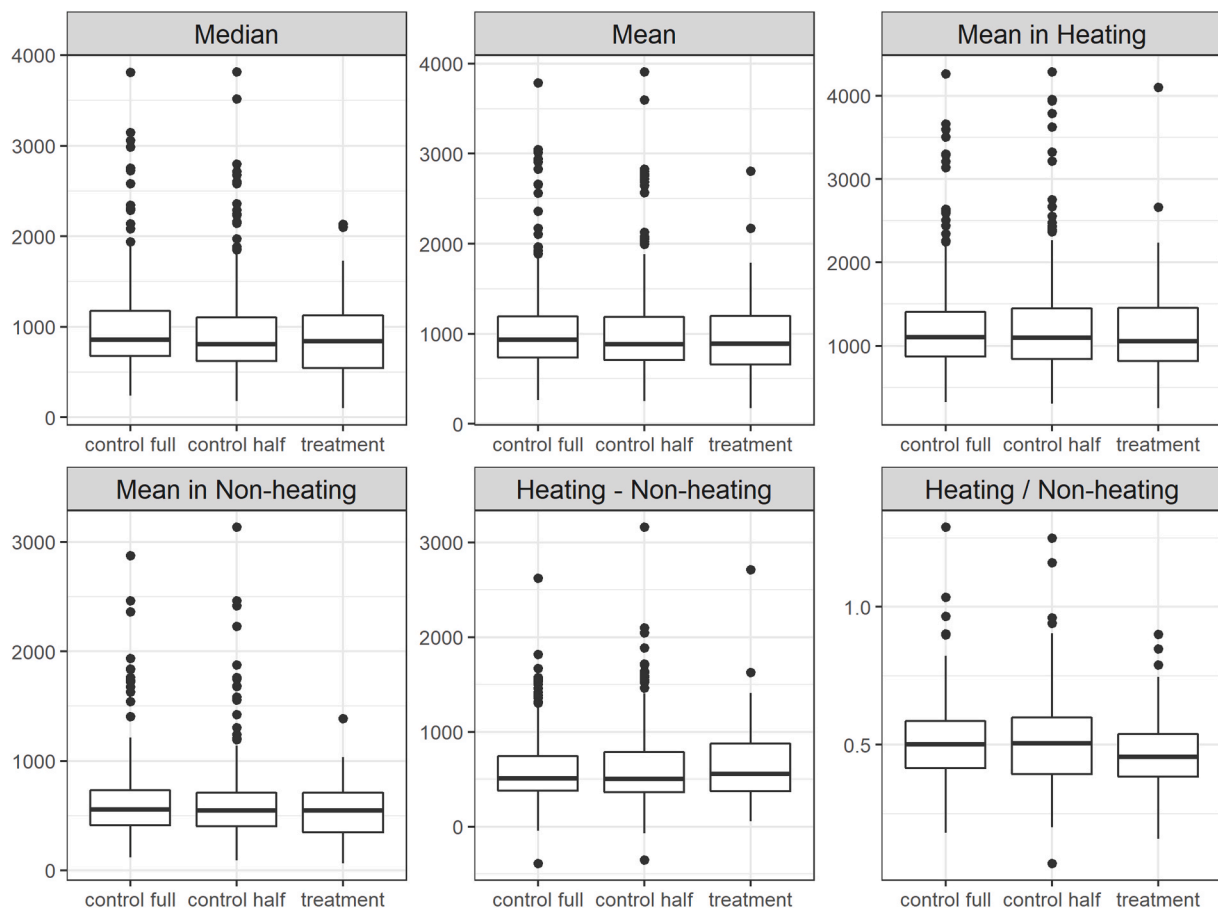 Median
4000
3000
2000
1000
0
control full control half treatment
Mean
4000
3000
2000
1000
0
control full control half treatment
Mean in Heating
4000
3000
2000
1000
control full control half treatment
Mean in Non-heating
3000
2000
1000
0
control full control half treatment
Heating - Non-heating
3000
2000
1000
0
control full control half treatment
Heating / Non-heating
1.0
0.5
control full control half treatment